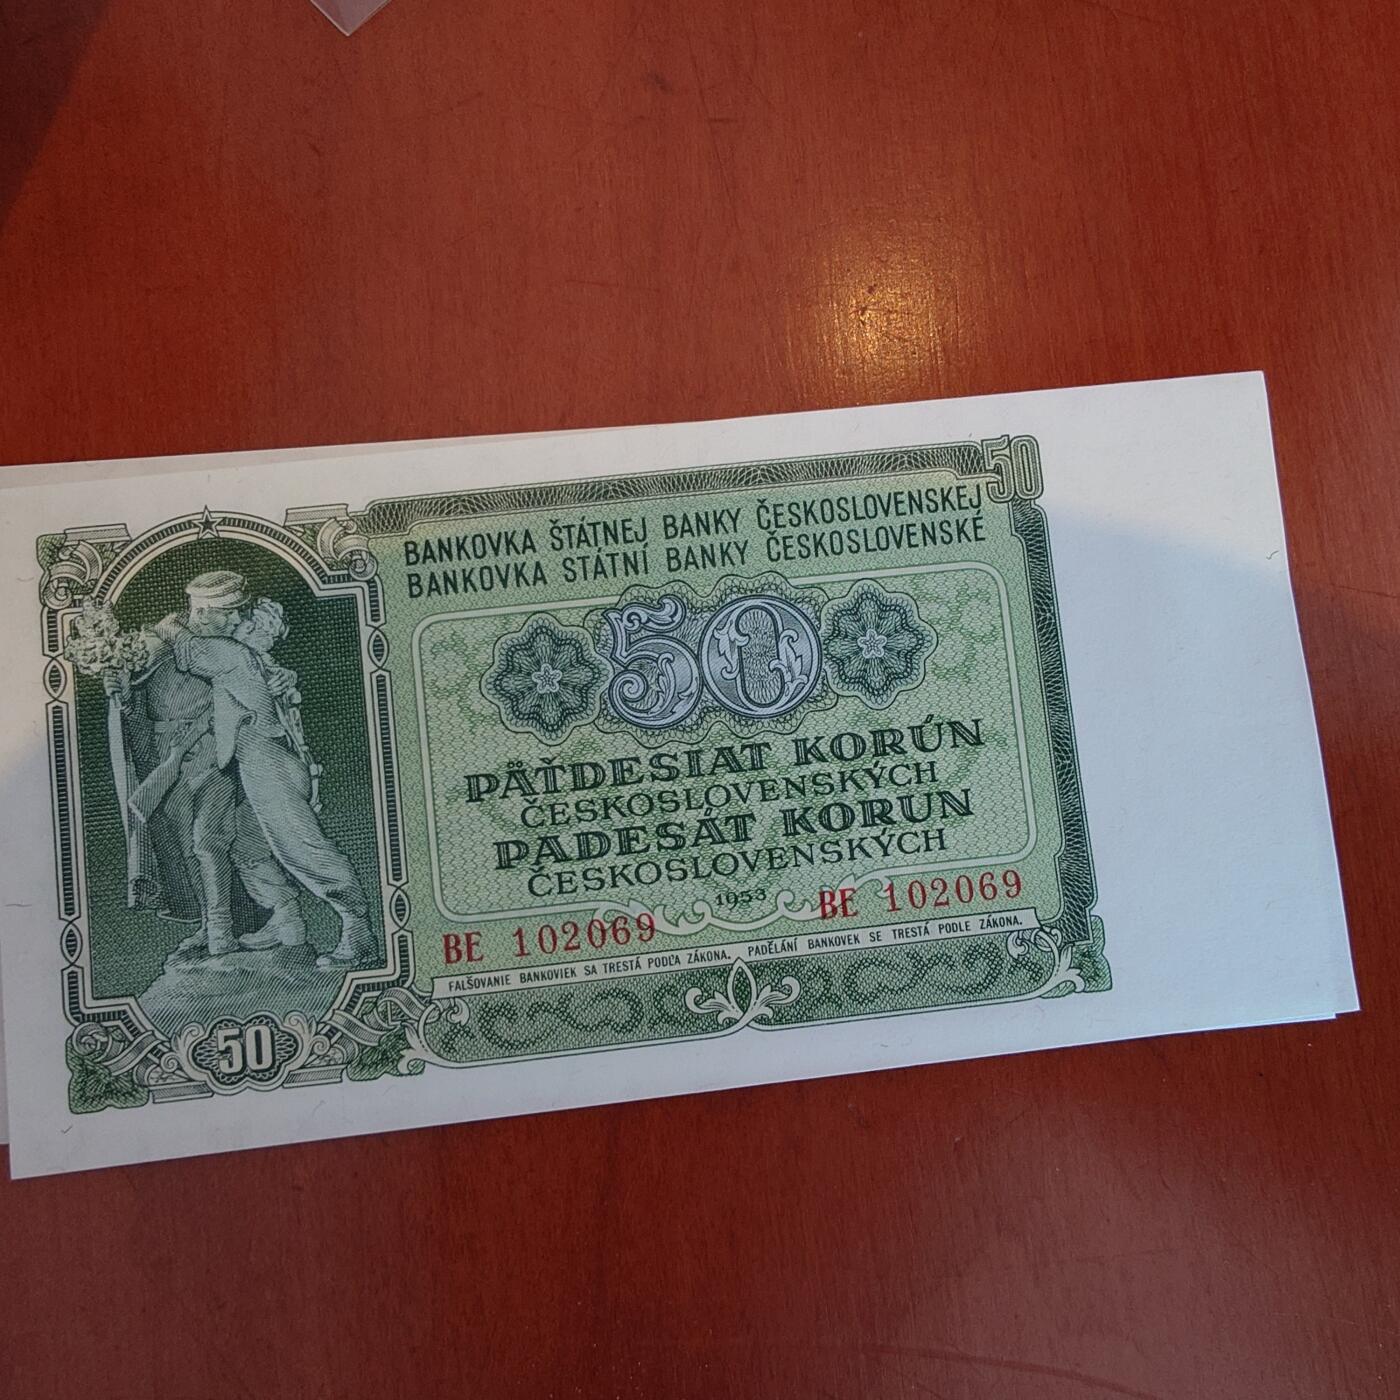 50
BANKOVKA ŠTÁTNEJ BANKY ČESKOSLOVENSKEJ
BANKOVKA STÁTNÍ BANKY ČESKOSLOVENSKÉ
50
PÄŤDESIAT KORÚN
ČESKOSLOVENSKÝCH
PADESÁT KORUN
ČESKOSLOVENSKÝCH
1953
BE 102069
BE 102069
FALŠOVANIE BANKOVIEK SA TRESTÁ PODĽA ZÁKONA. PADĚLÁNÍ BANKOVEK SE TRESTÁ PODLE ZÁKONA.
50